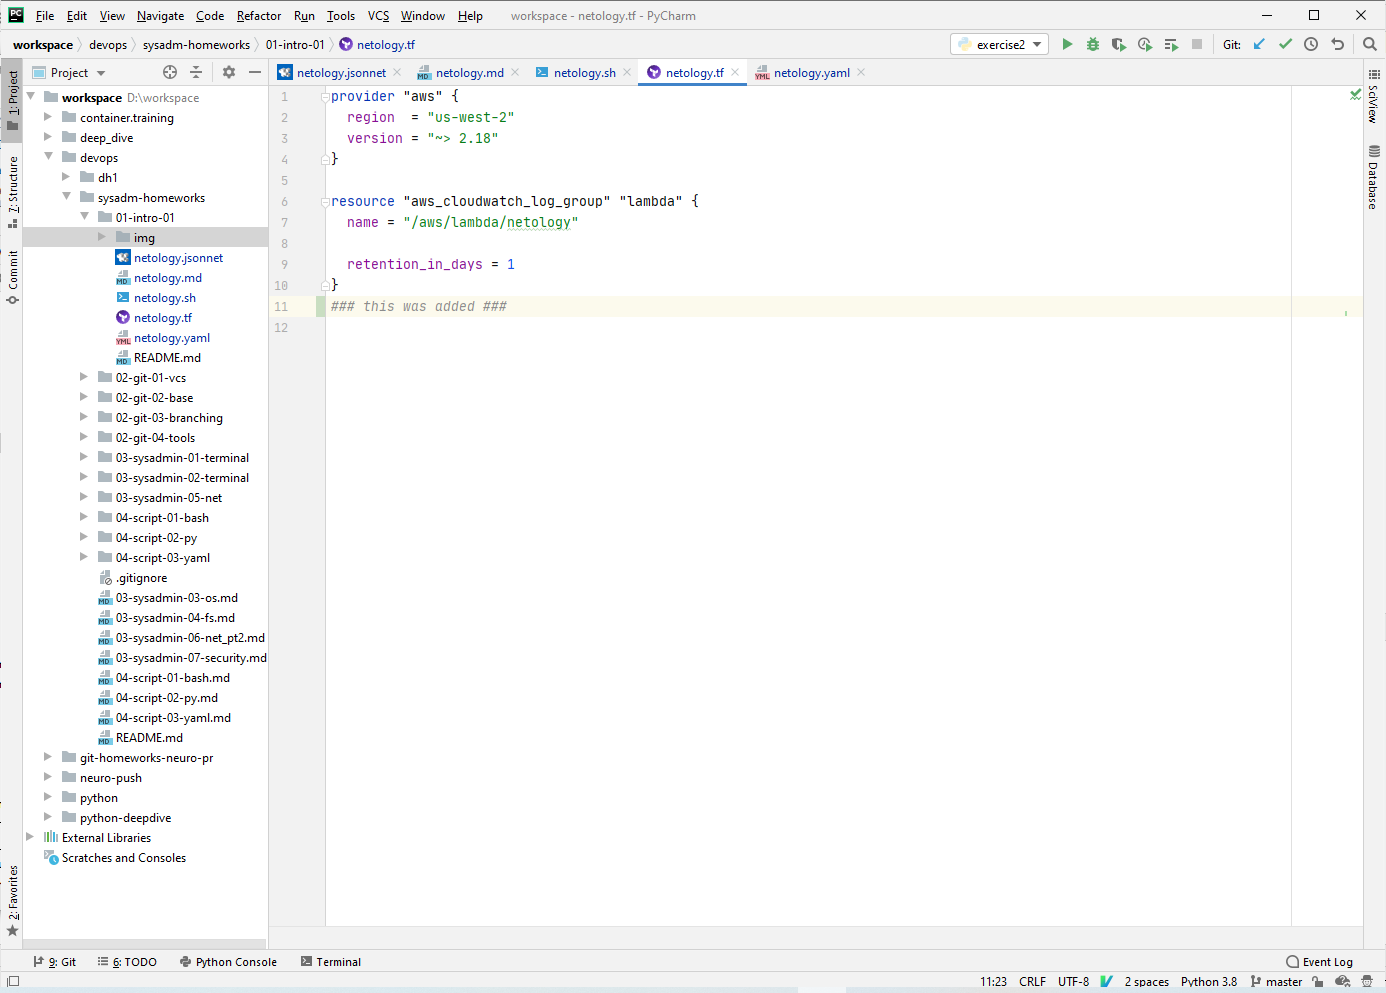 File Edit View Navigate Code Refactor Run Tools VCS Window Help workspace - netology.tf - PyCharm
workspace devops sysadm-homeworks 01-intro-01 netology.tf exercise2 Git:
1: Project
7: Structure
Commit
2: Favorites
Project
workspace D:\workspace
container.training
deep_dive
devops
dh1
sysadm-homeworks
01-intro-01
img
netology.jsonnet
netology.md
netology.sh
netology.tf
netology.yaml
README.md
02-git-01-vcs
02-git-02-base
02-git-03-branching
02-git-04-tools
03-sysadmin-01-terminal
03-sysadmin-02-terminal
03-sysadmin-05-net
04-script-01-bash
04-script-02-py
04-script-03-yaml
.gitignore
03-sysadmin-03-os.md
03-sysadmin-04-fs.md
03-sysadmin-06-net_pt2.md
03-sysadmin-07-security.md
04-script-01-bash.md
04-script-02-py.md
04-script-03-yaml.md
README.md
git-homeworks-neuro-pr
neuro-push
python
python-deepdive
External Libraries
Scratches and Consoles
netology.jsonnet netology.md netology.sh netology.tf netology.yaml
1 provider "aws" {
2 region = "us-west-2"
3 version = "~> 2.18"
4 }
5
6 resource "aws_cloudwatch_log_group" "lambda" {
7 name = "/aws/lambda/netology"
8
9 retention_in_days = 1
10 }
11 ### this was added ###
12
SciView
Database
9: Git 6: TODO Python Console Terminal Event Log
11:23 CRLF UTF-8 2 spaces Python 3.8 master